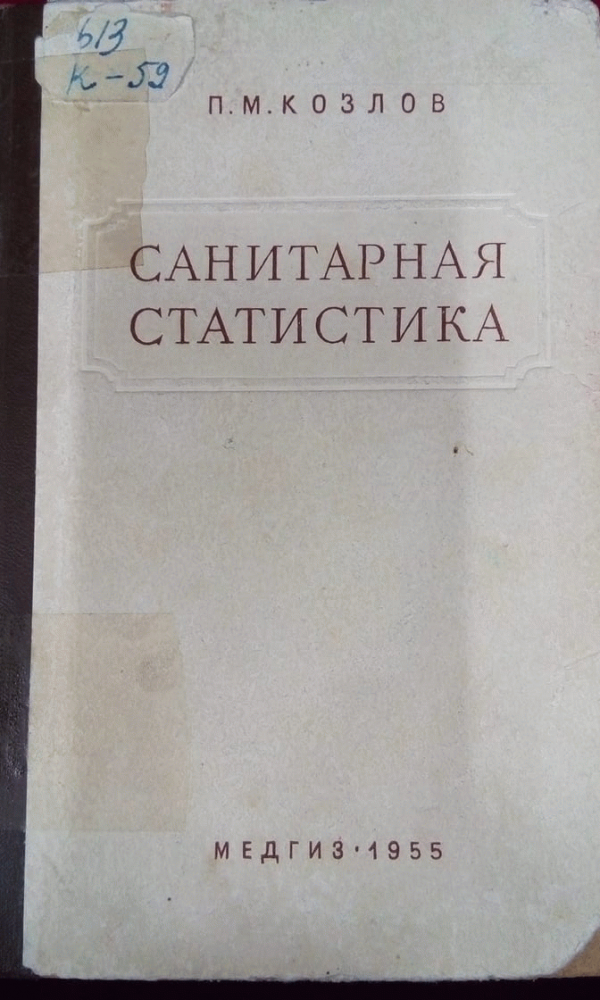 613
К-59
П.М.КОЗЛОВ
САНИТАРНАЯ
СТАТИСТИКА
МЕДГИЗ·1955